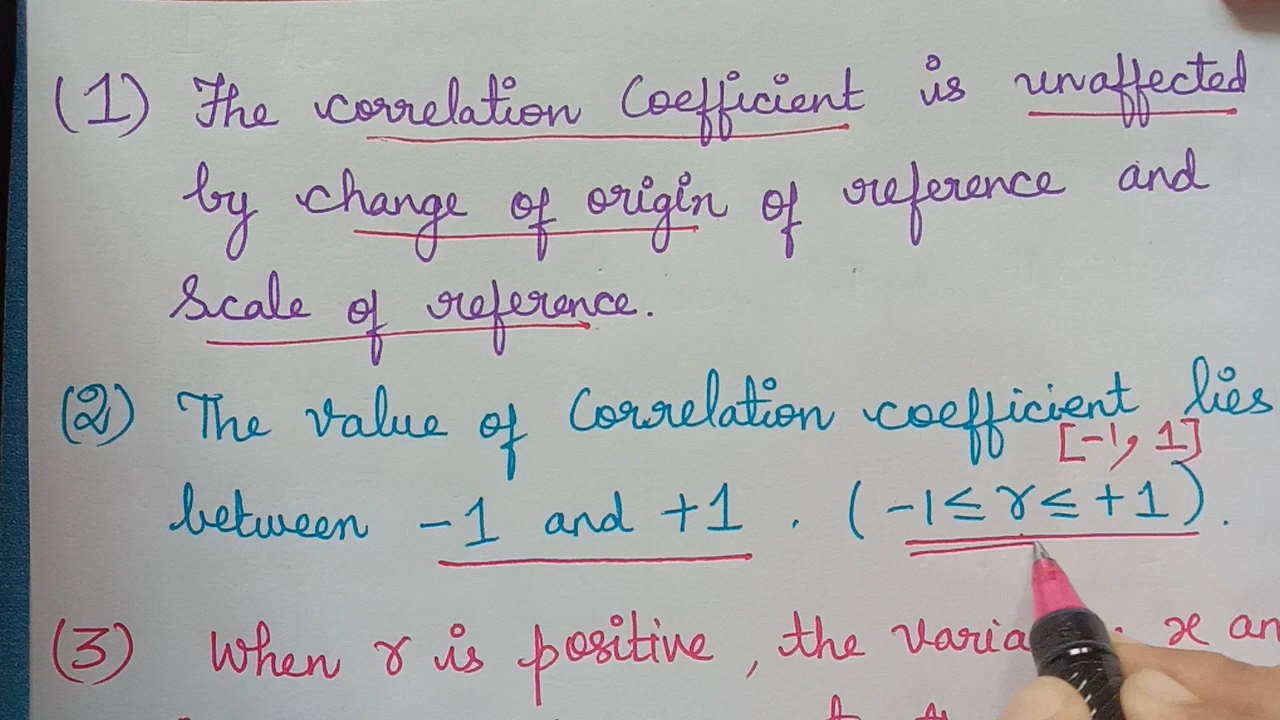 (1) The correlation Coefficient is unaffected
by change of origin of reference and
Scale of reference.
(2) The value of Correlation coefficient lies
[-1, 1]
between -1 and +1. (-1 ≤ r ≤ +1).
(3) When r is positive, the x